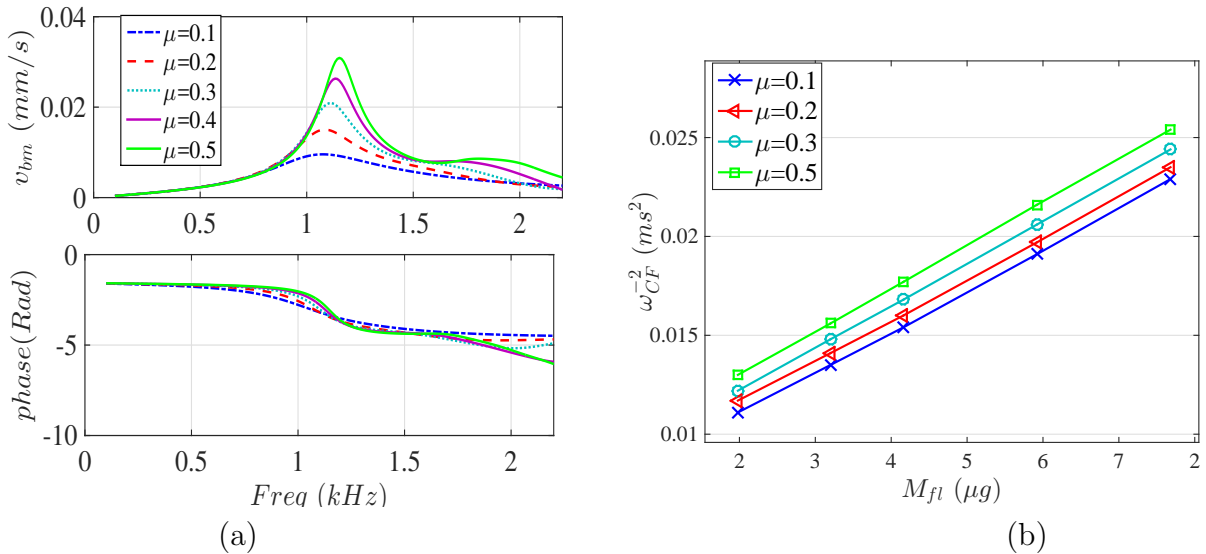 0.04
0.02
0
v_bm (mm/s)
μ=0.1
μ=0.2
μ=0.3
μ=0.4
μ=0.5
0 0.5 1 1.5 2
0
-5
-10
phase(Rad)
0 0.5 1 1.5 2
Freq (kHz)
(a)
μ=0.1
μ=0.2
μ=0.3
μ=0.5
0.025
0.02
0.015
0.01
ω_CF^-2 (ms^2)
2 3 4 5 6 7 2
M_fl (μg)
(b)